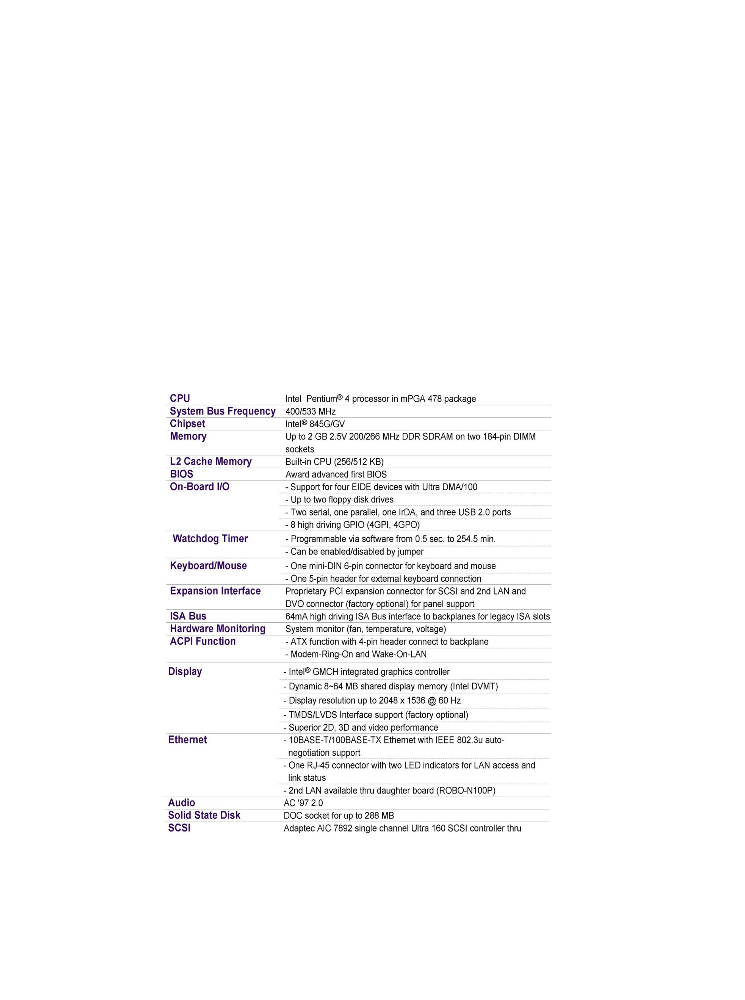 CPU Intel Pentium® 4 processor in mPGA 478 package
System Bus Frequency 400/533 MHz
Chipset Intel® 845G/GV
Memory Up to 2 GB 2.5V 200/266 MHz DDR SDRAM on two 184-pin DIMM
sockets
L2 Cache Memory Built-in CPU (256/512 KB)
BIOS Award advanced first BIOS
On-Board I/O - Support for four EIDE devices with Ultra DMA/100
- Up to two floppy disk drives
- Two serial, one parallel, one IrDA, and three USB 2.0 ports
- 8 high driving GPIO (4GPI, 4GPO)
Watchdog Timer - Programmable via software from 0.5 sec. to 254.5 min.
- Can be enabled/disabled by jumper
Keyboard/Mouse - One mini-DIN 6-pin connector for keyboard and mouse
- One 5-pin header for external keyboard connection
Expansion Interface Proprietary PCI expansion connector for SCSI and 2nd LAN and
DVO connector (factory optional) for panel support
ISA Bus 64mA high driving ISA Bus interface to backplanes for legacy ISA slots
Hardware Monitoring System monitor (fan, temperature, voltage)
ACPI Function - ATX function with 4-pin header connect to backplane
- Modem-Ring-On and Wake-On-LAN
Display - Intel® GMCH integrated graphics controller
- Dynamic 8~64 MB shared display memory (Intel DVMT)
- Display resolution up to 2048 x 1536 @ 60 Hz
- TMDS/LVDS Interface support (factory optional)
- Superior 2D, 3D and video performance
Ethernet - 10BASE-T/100BASE-TX Ethernet with IEEE 802.3u auto-
negotiation support
- One RJ-45 connector with two LED indicators for LAN access and
link status
- 2nd LAN available thru daughter board (ROBO-N100P)
Audio AC '97 2.0
Solid State Disk DOC socket for up to 288 MB
SCSI Adaptec AIC 7892 single channel Ultra 160 SCSI controller thru